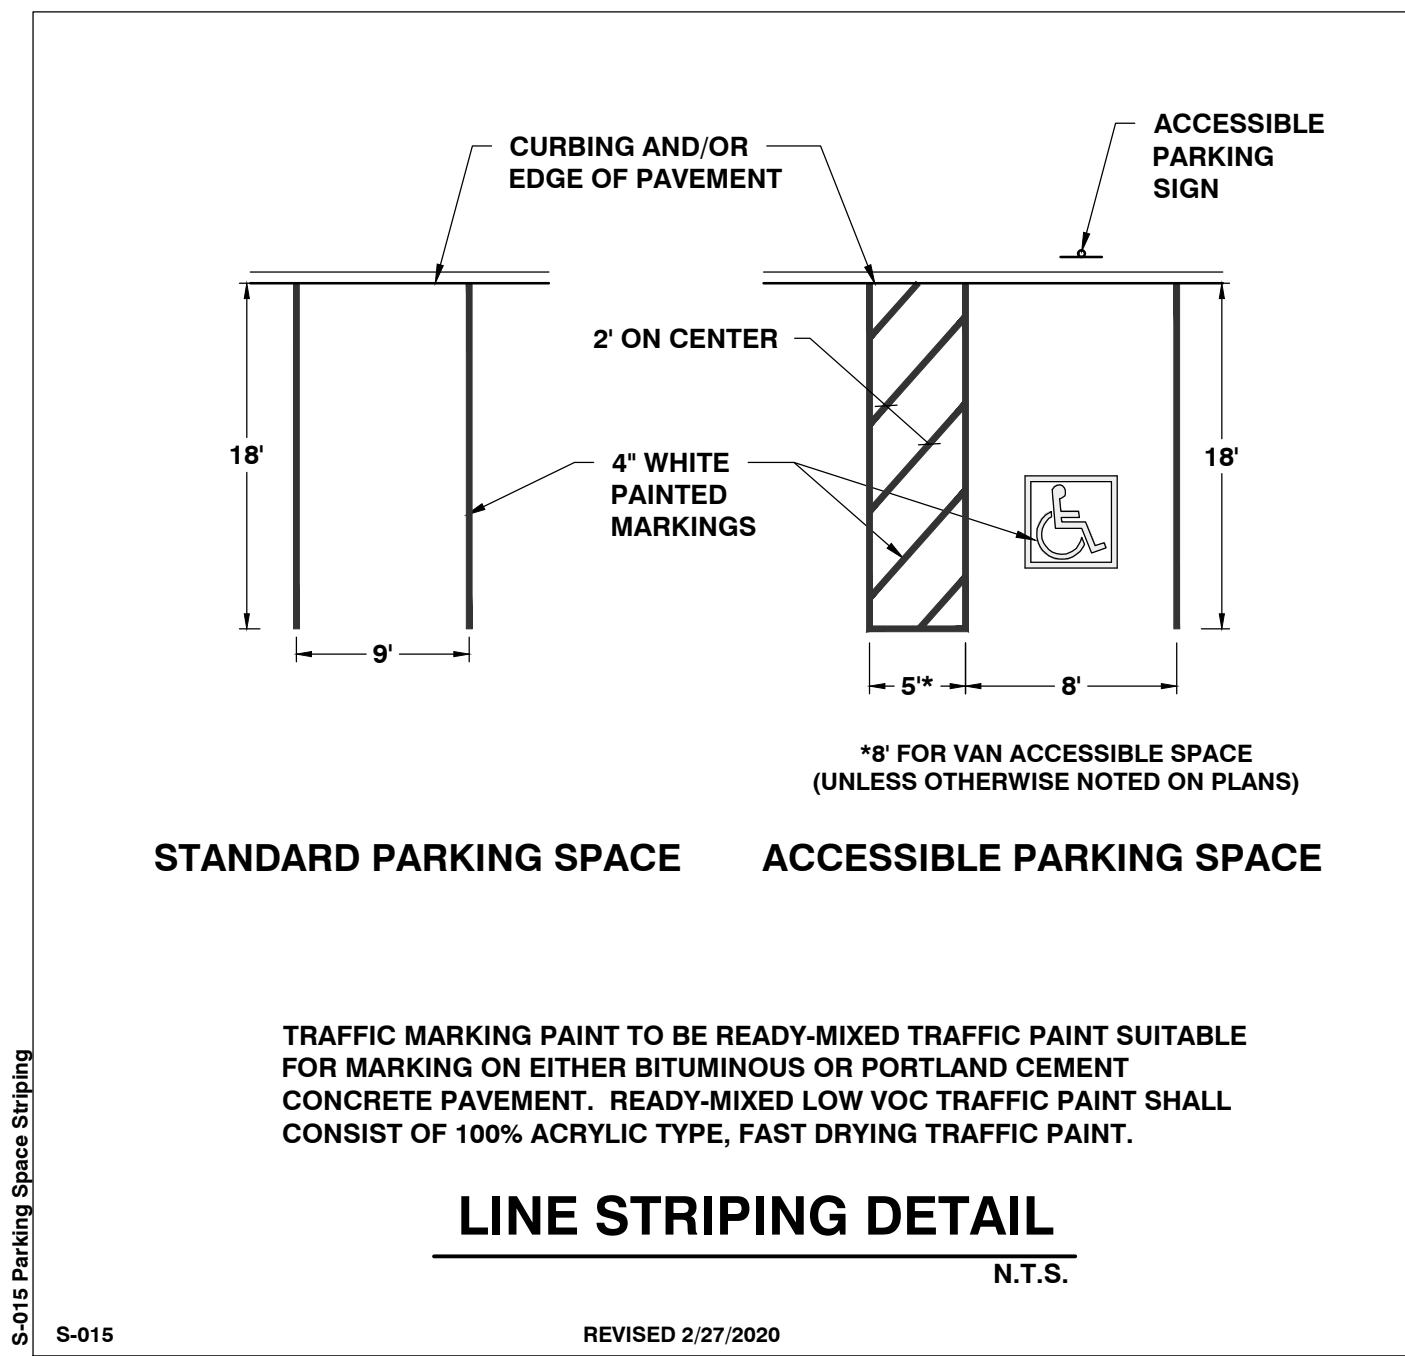 CURBING AND/OR
EDGE OF PAVEMENT
ACCESSIBLE
PARKING
SIGN
2' ON CENTER
18'
4" WHITE
PAINTED
MARKINGS
18'
9'
5'*
8'
*8' FOR VAN ACCESSIBLE SPACE
(UNLESS OTHERWISE NOTED ON PLANS)
STANDARD PARKING SPACE
ACCESSIBLE PARKING SPACE
TRAFFIC MARKING PAINT TO BE READY-MIXED TRAFFIC PAINT SUITABLE
FOR MARKING ON EITHER BITUMINOUS OR PORTLAND CEMENT
CONCRETE PAVEMENT.  READY-MIXED LOW VOC TRAFFIC PAINT SHALL
CONSIST OF 100% ACRYLIC TYPE, FAST DRYING TRAFFIC PAINT.
LINE STRIPING DETAIL
N.T.S.
S-015 Parking Space Striping
S-015
REVISED 2/27/2020